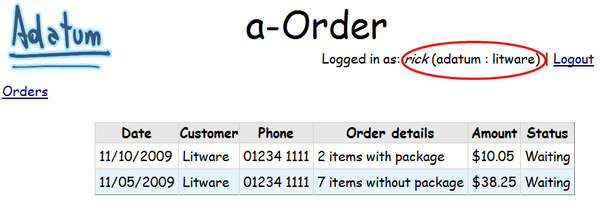 Adatum
a-Order
Logged in as: rick (adatum : litware) | Logout
Orders
Date Customer Phone Order details Amount Status
11/10/2009 Litware 01234 1111 2 items with package $10.05 Waiting
11/05/2009 Litware 01234 1111 7 items without package $38.25 Waiting